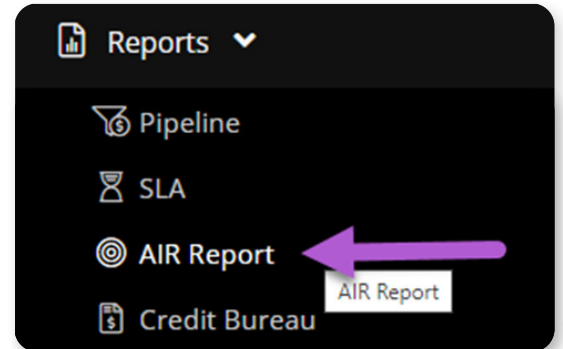 Reports
Pipeline
SLA
AIR Report
AIR Report
Credit Bureau